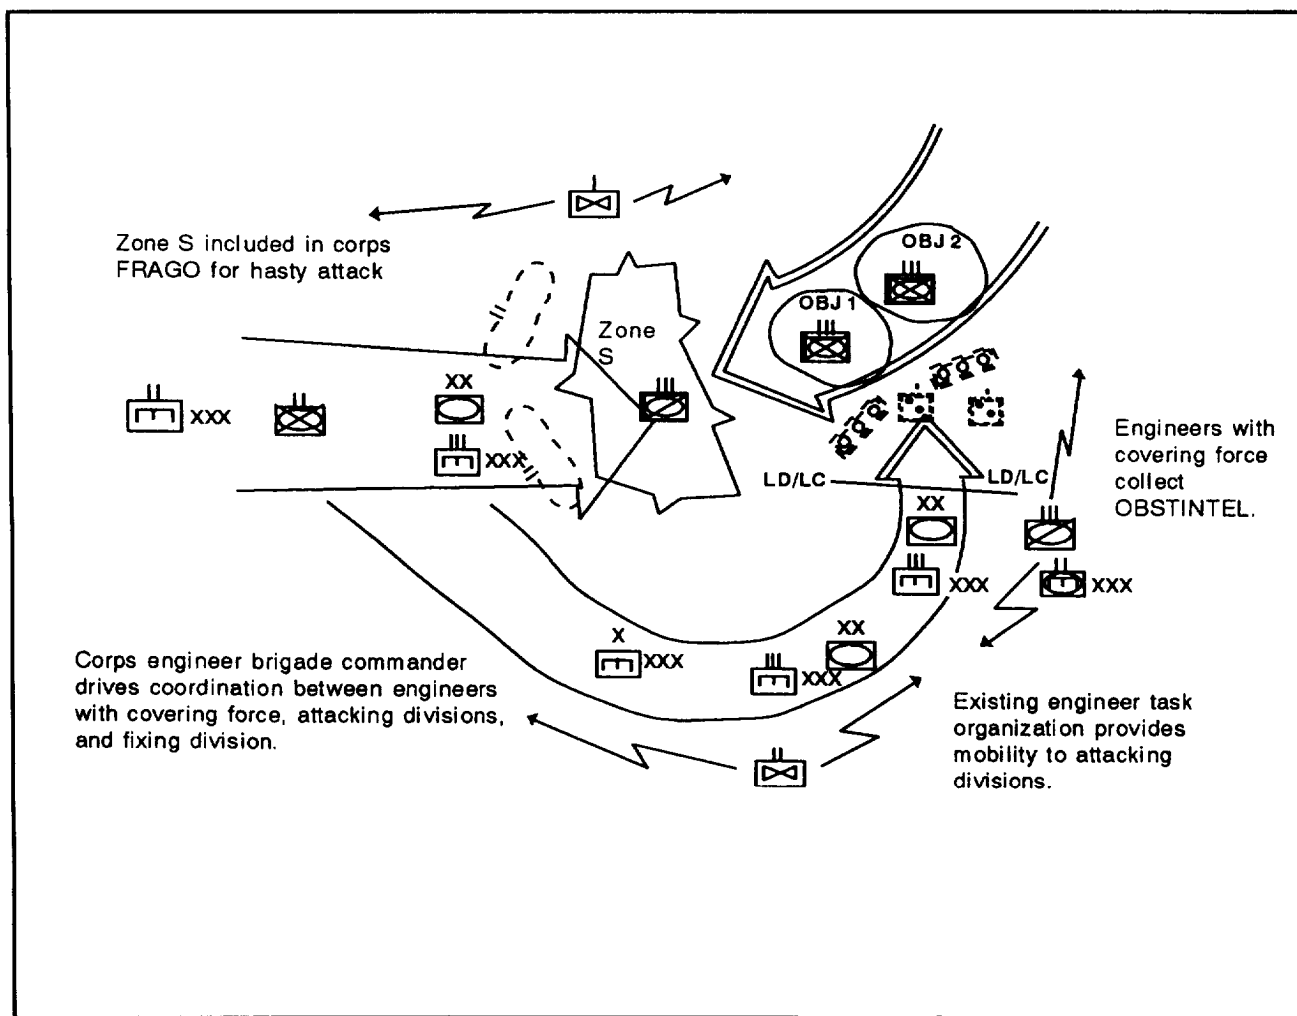 Zone S included in corps
FRAGO for hasty attack
OBJ 2
OBJ 1
Zone
S
XX
XXX
XXX
LD/LC
LD/LC
Engineers with
covering force
collect
OBSTINTEL.
XX
XXX
XXX
X
XXX
XX
XXX
Corps engineer brigade commander
drives coordination between engineers
with covering force, attacking divisions,
and fixing division.
Existing engineer task
organization provides
mobility to attacking
divisions.